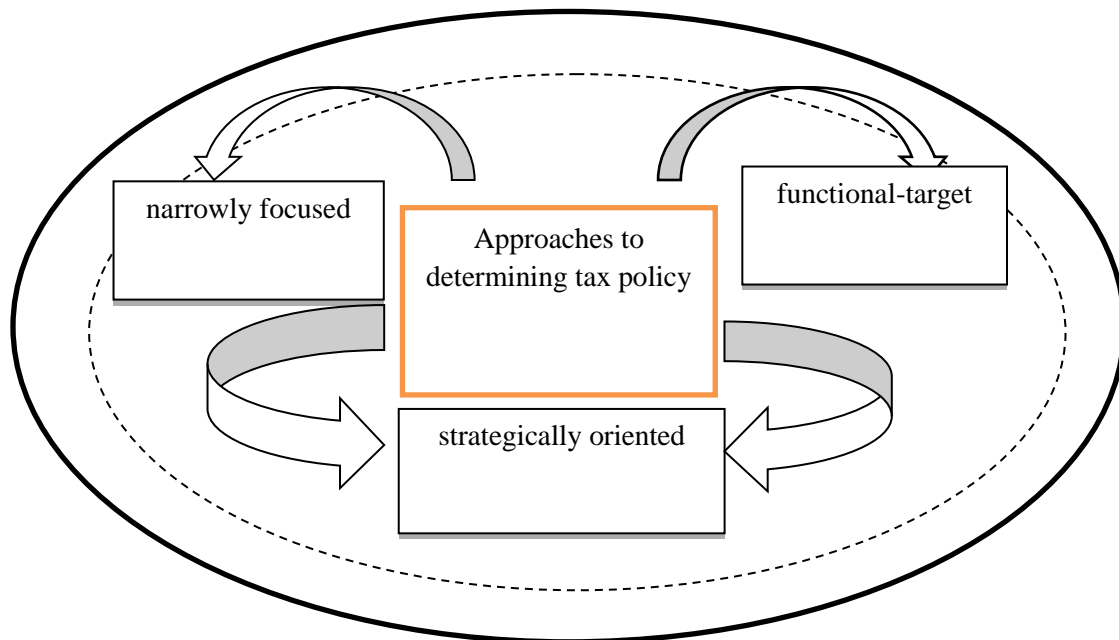 narrowly focused
functional-target
Approaches to
determining tax policy
strategically oriented